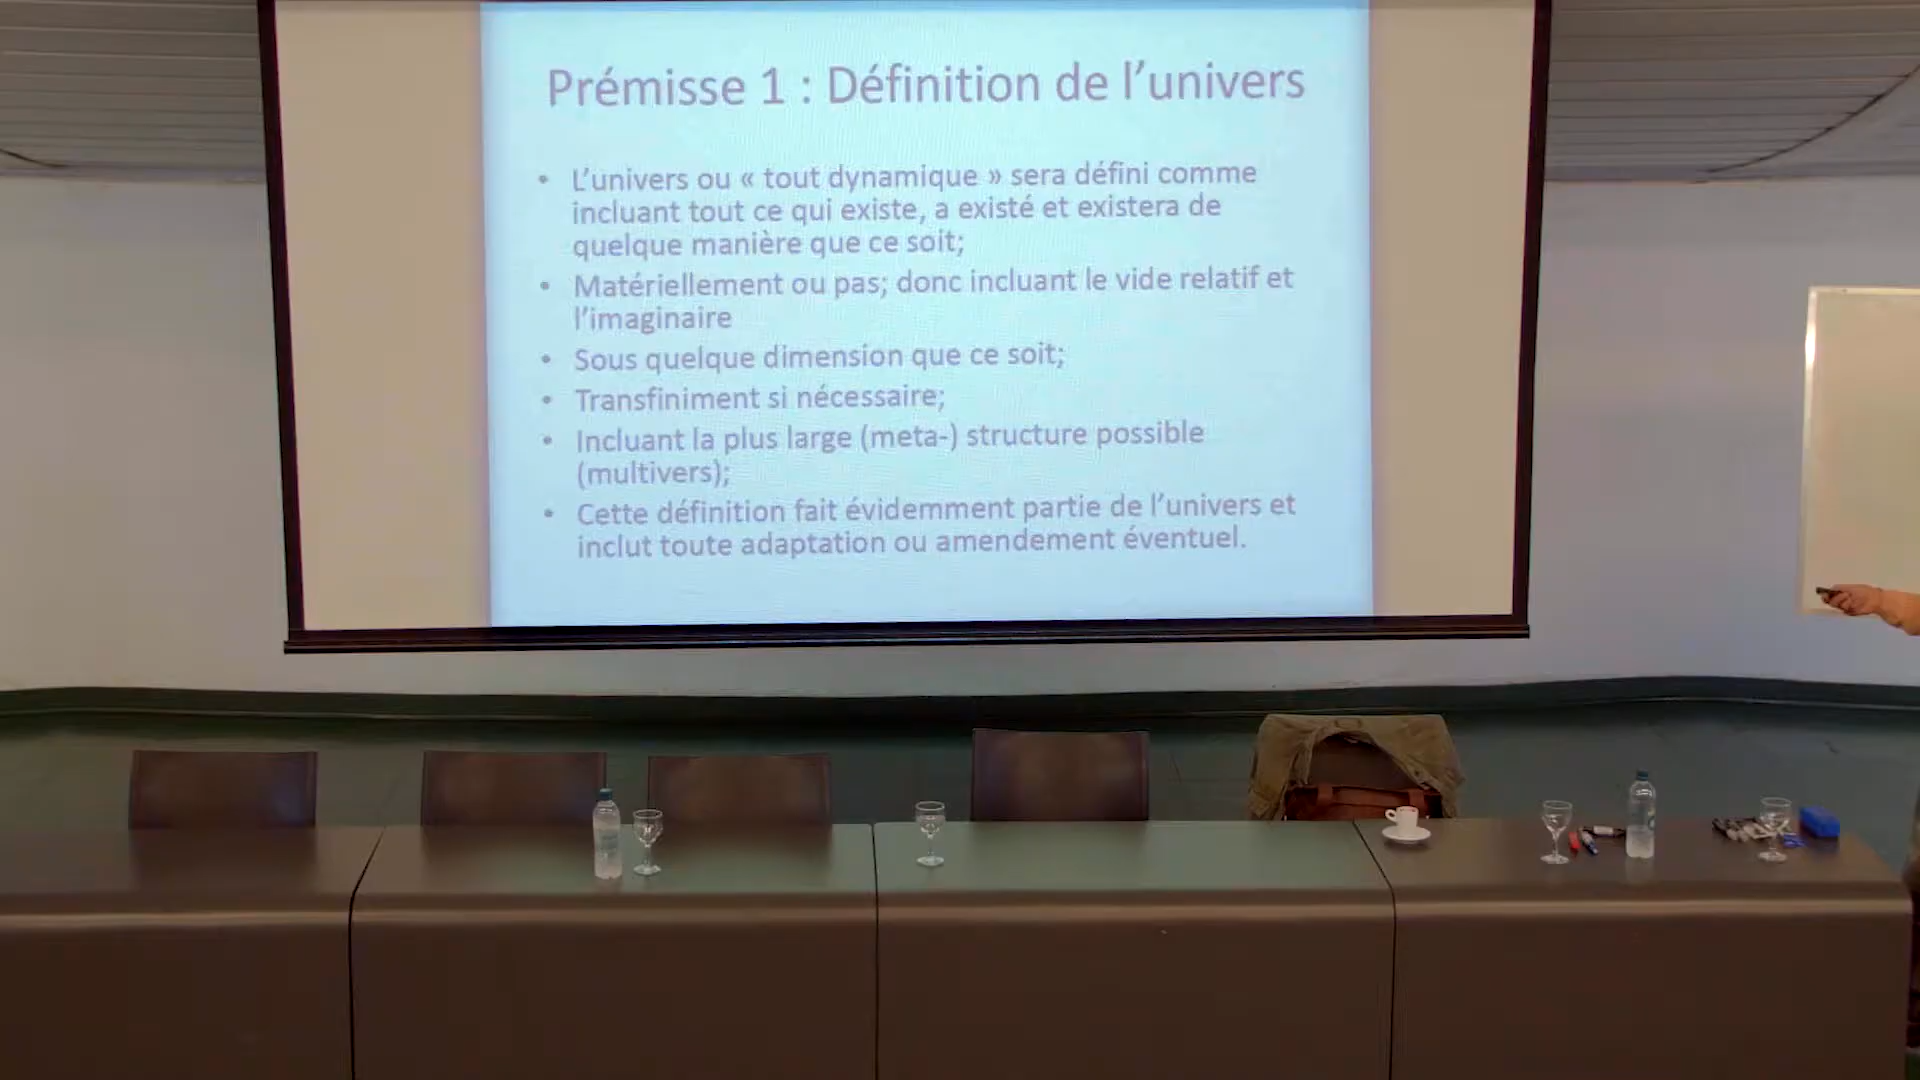 Prémisse 1 : Définition de l’univers
• L’univers ou « tout dynamique » sera défini comme
incluant tout ce qui existe, a existé et existera de
quelque manière que ce soit;
• Matériellement ou pas; donc incluant le vide relatif et
l’imaginaire
• Sous quelque dimension que ce soit;
• Transfiniment si nécessaire;
• Incluant la plus large (meta-) structure possible
(multivers);
• Cette définition fait évidemment partie de l’univers et
inclut toute adaptation ou amendement éventuel.